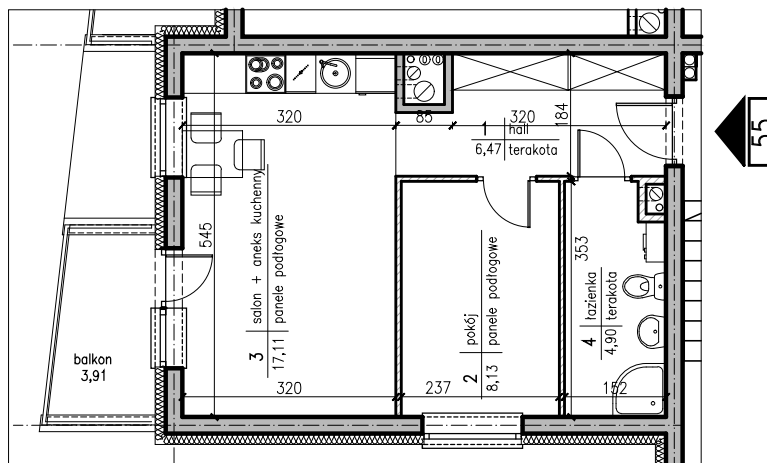 320
85
320
184
1
hall
6,47
terakota
55
545
3
salon + aneks kuchenny
17,11
panele podłogowe
2
pokój
8,13
panele podłogowe
353
4
łazienka
4,90
terakota
balkon
3,91
320
237
152